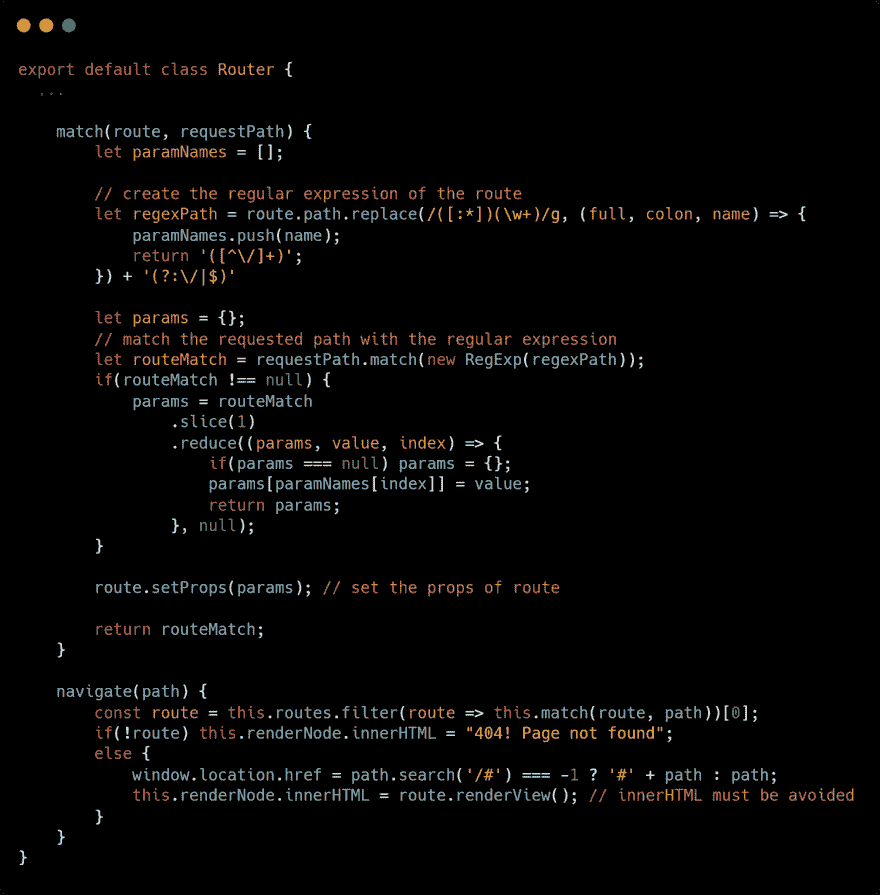 export default class Router {
...
match(route, requestPath) {
let paramNames = [];
// create the regular expression of the route
let regexPath = route.path.replace(/([:*])(\w+)/g, (full, colon, name) => {
paramNames.push(name);
return '([^\/]+)';
}) + '(?:\/|$)'
let params = {};
// match the requested path with the regular expression
let routeMatch = requestPath.match(new RegExp(regexPath));
if(routeMatch !== null) {
params = routeMatch
.slice(1)
.reduce((params, value, index) => {
if(params === null) params = {};
params[paramNames[index]] = value;
return params;
}, null);
}
route.setProps(params); // set the props of route
return routeMatch;
}
navigate(path) {
const route = this.routes.filter(route => this.match(route, path))[0];
if(!route) this.renderNode.innerHTML = "404! Page not found";
else {
window.location.href = path.search('/#') === -1 ? '#' + path : path;
this.renderNode.innerHTML = route.renderView(); // innerHTML must be avoided
}
}
}